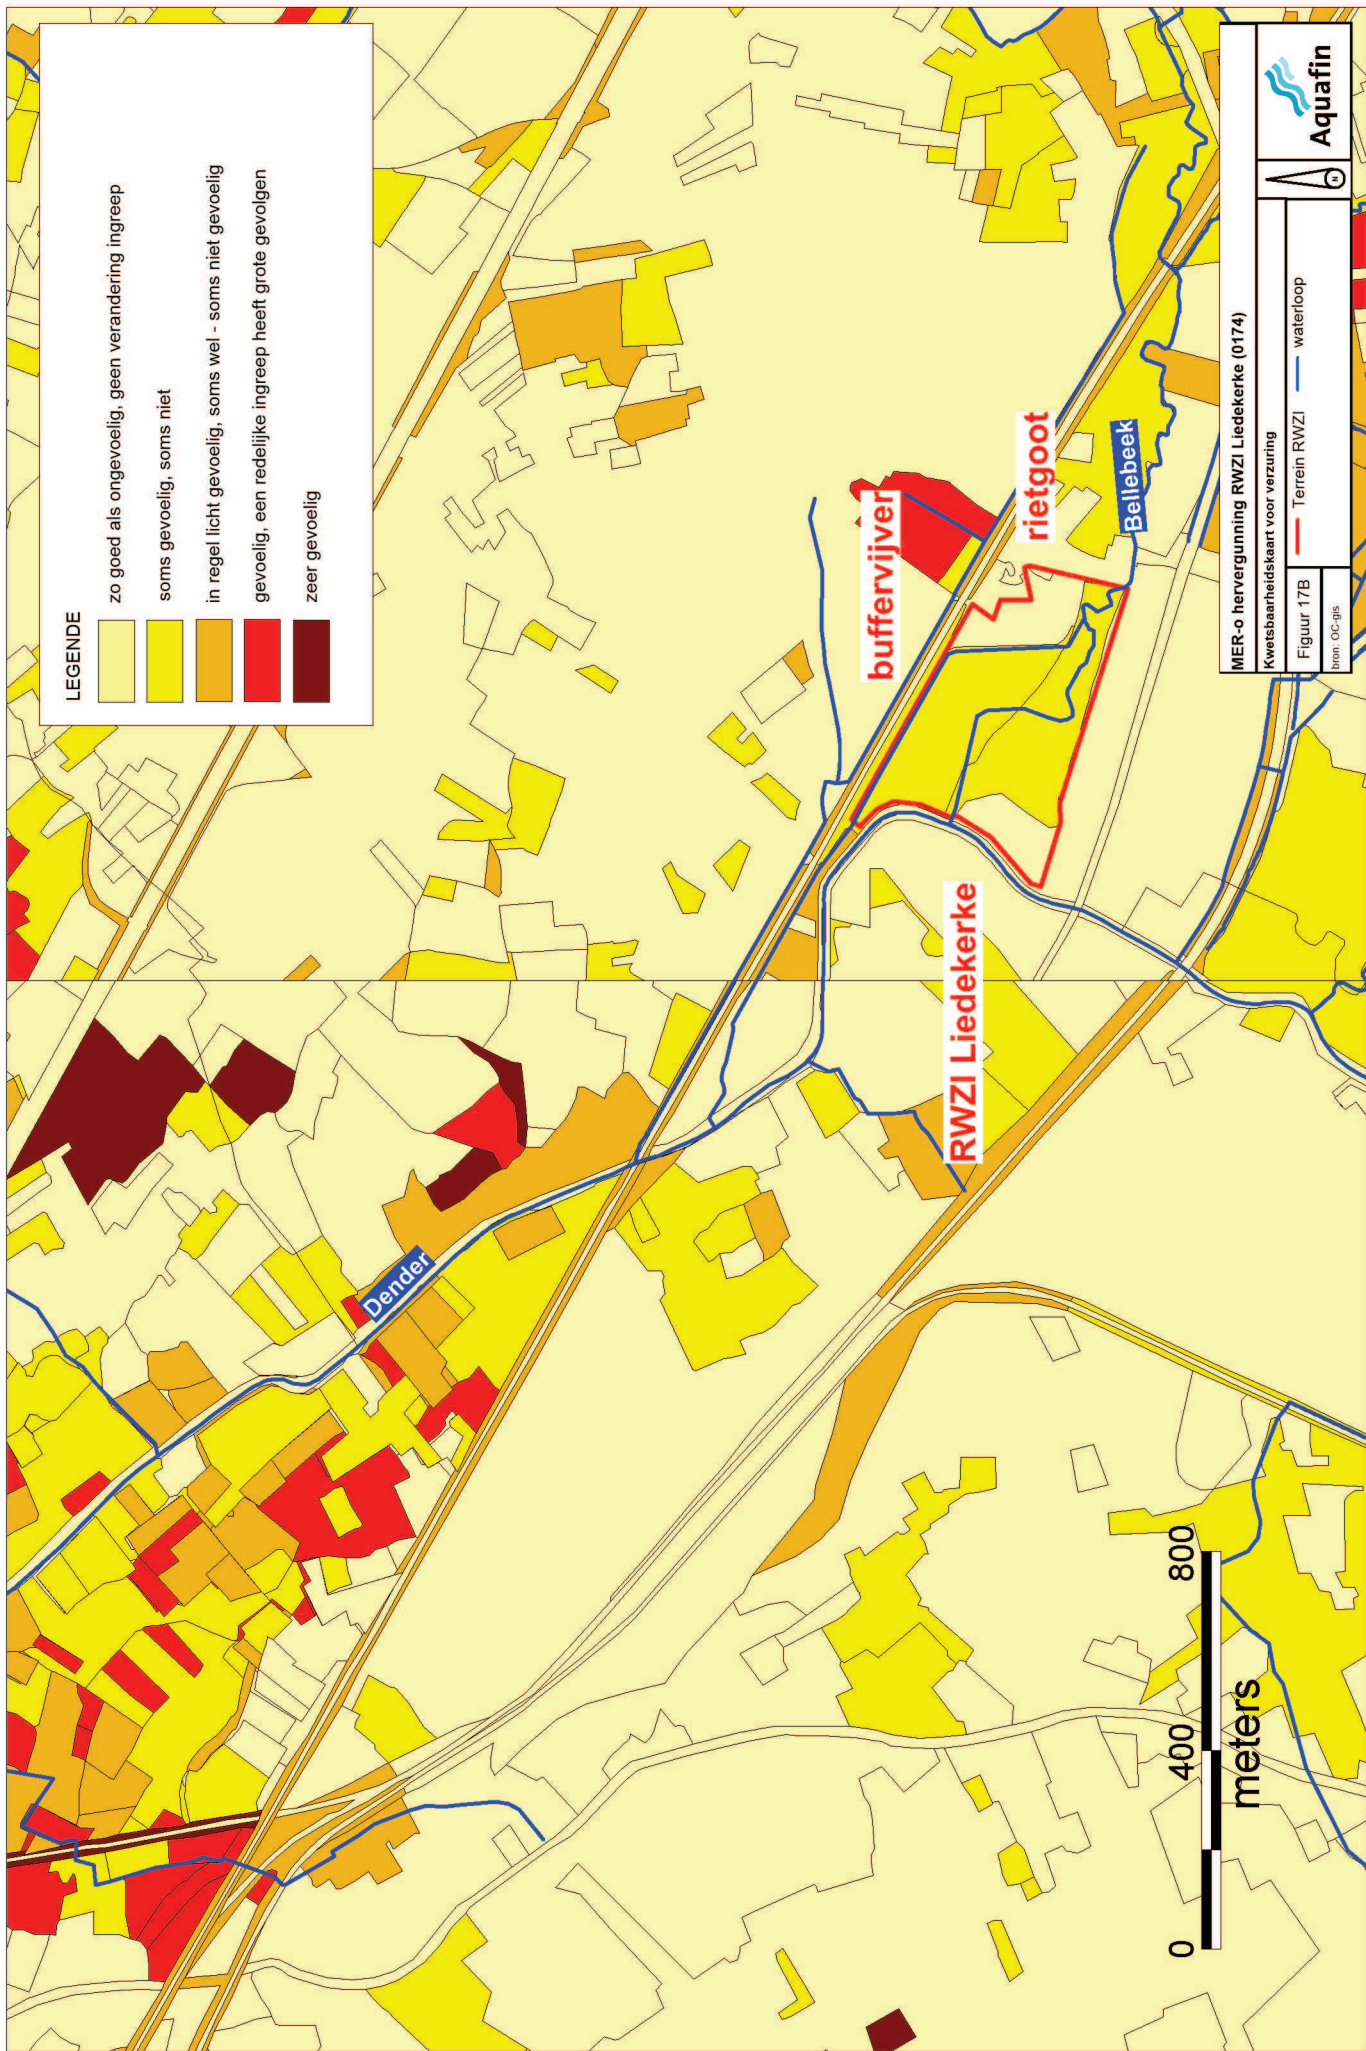 LEGENDE
zo goed als ongevoelig, geen verandering ingreep
soms gevoelig, soms niet
in regel licht gevoelig, soms wel - soms niet gevoelig
gevoelig, een redelijke ingreep heeft grote gevolgen
zeer gevoelig
Dender
buffervijver
rietgoot
Bellebeek
RWZI Liedekerke
0 400 800
meters
MER-o hervergunning RWZI Liedekerke (0174)
Kwetsbaarheidskaart voor verzuring
Figuur 17B
Terrein RWZI
waterloop
bron: OC-gis
N
Aquafin